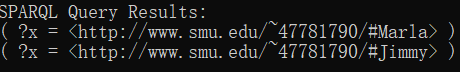 SPARQL Query Results:
( ?x = <http://www.smu.edu/~47781790/#Marla> )
( ?x = <http://www.smu.edu/~47781790/#Jimmy> )